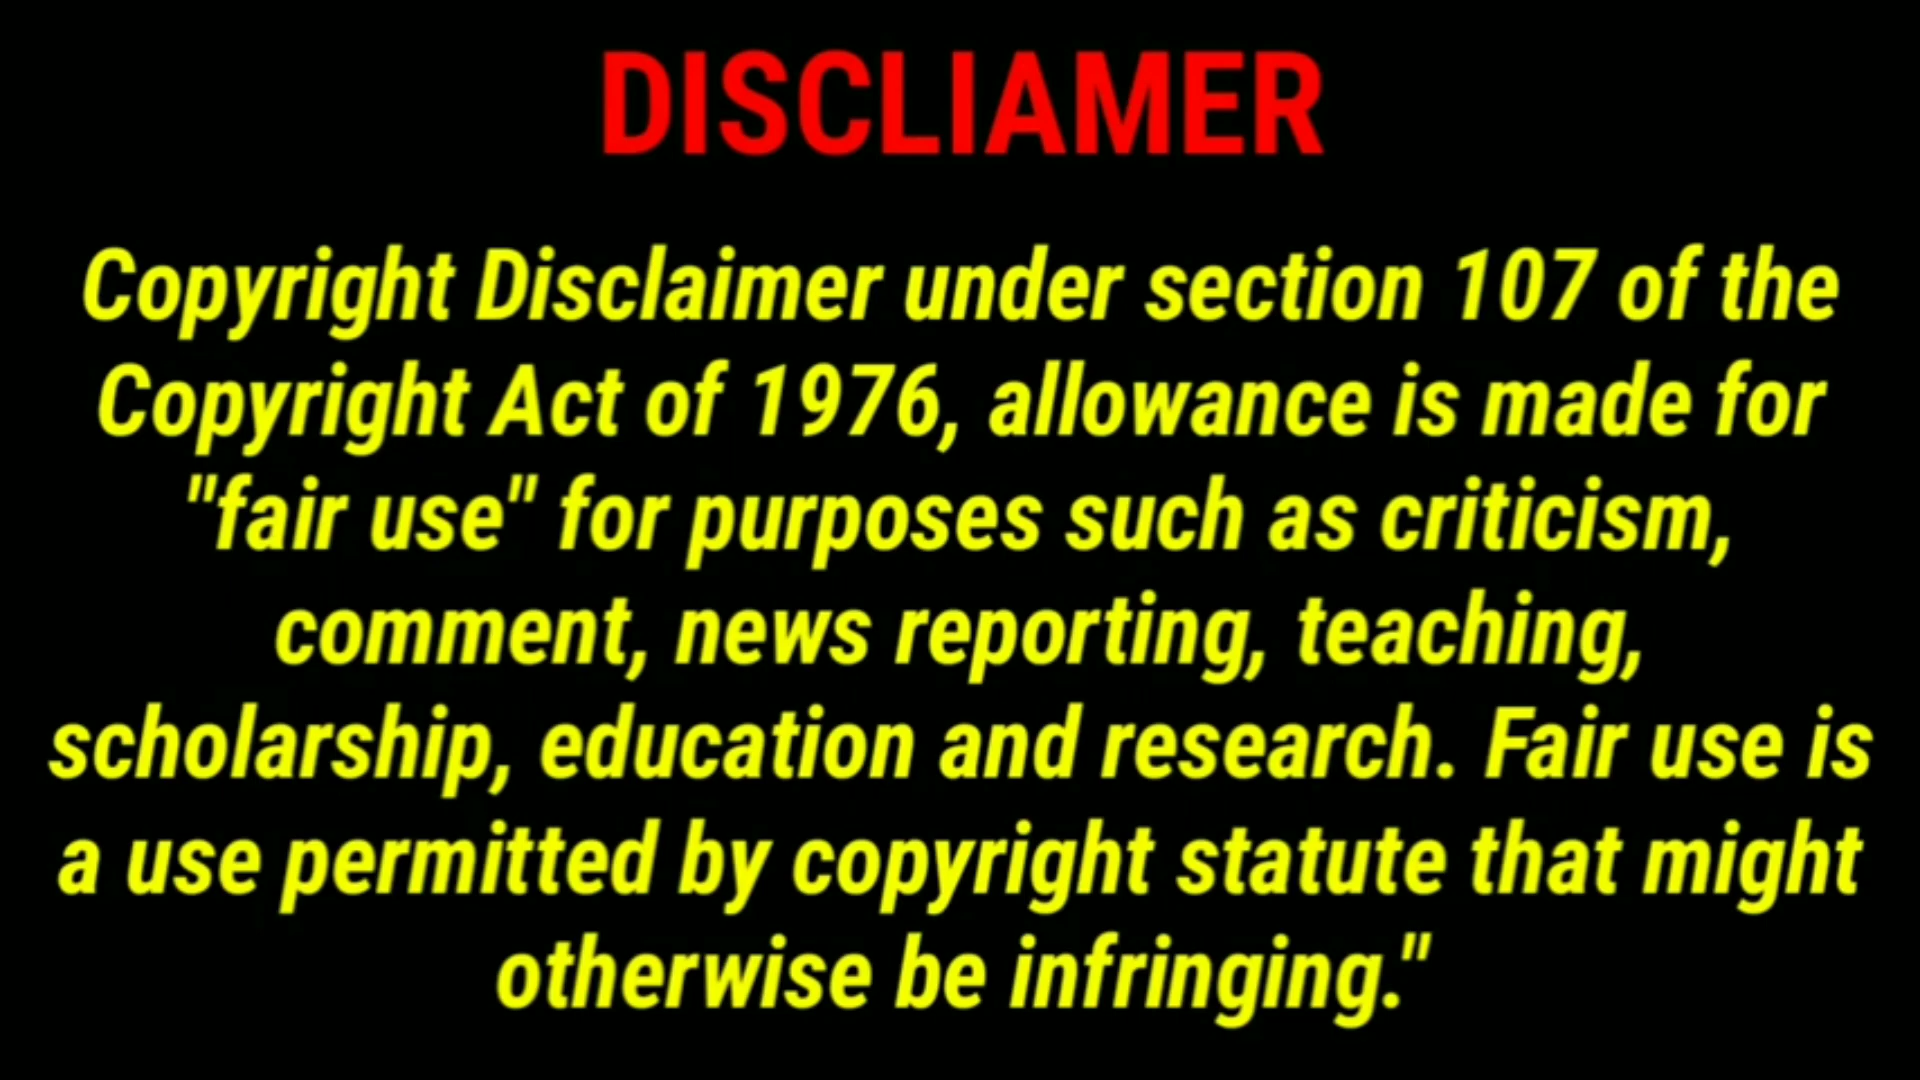 DISCLIAMER
Copyright Disclaimer under section 107 of the
Copyright Act of 1976, allowance is made for
"fair use" for purposes such as criticism,
comment, news reporting, teaching,
scholarship, education and research. Fair use is
a use permitted by copyright statute that might
otherwise be infringing."